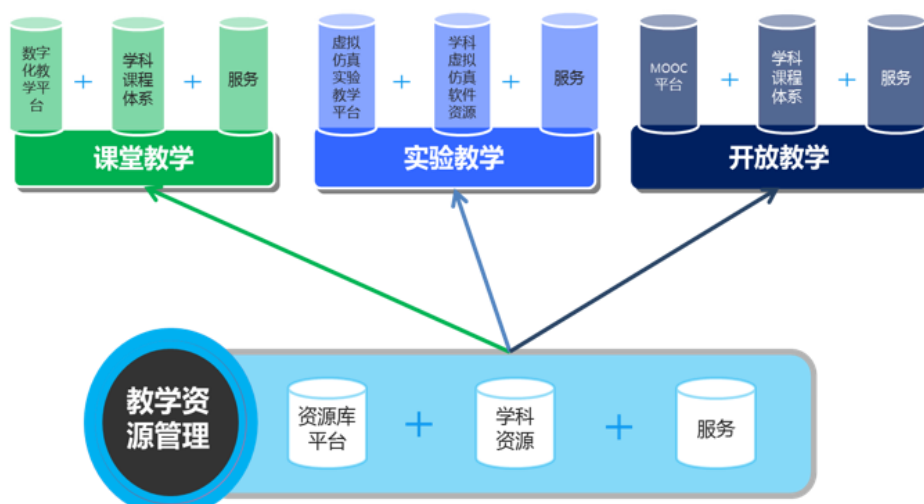 数字
化教
学平
台
+
学科
课程
体系
+
服务
课堂教学
虚拟
仿真
实验
教学
平台
+
学科
虚拟
仿真
软件
资源
+
服务
实验教学
MOOC
平台
+
学科
课程
体系
+
服务
开放教学
教学资
源管理
资源库
平台
+
学科
资源
+
服务